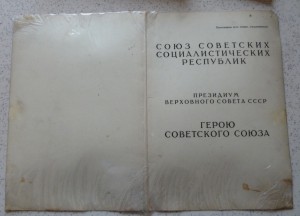 СОЮЗ СОВЕТСКИХ
СОЦИАЛИСТИЧЕСКИХ
РЕСПУБЛИК
ПРЕЗИДИУМ
ВЕРХОВНОГО СОВЕТА СССР
ГЕРОЮ
СОВЕТСКОГО СОЮЗА